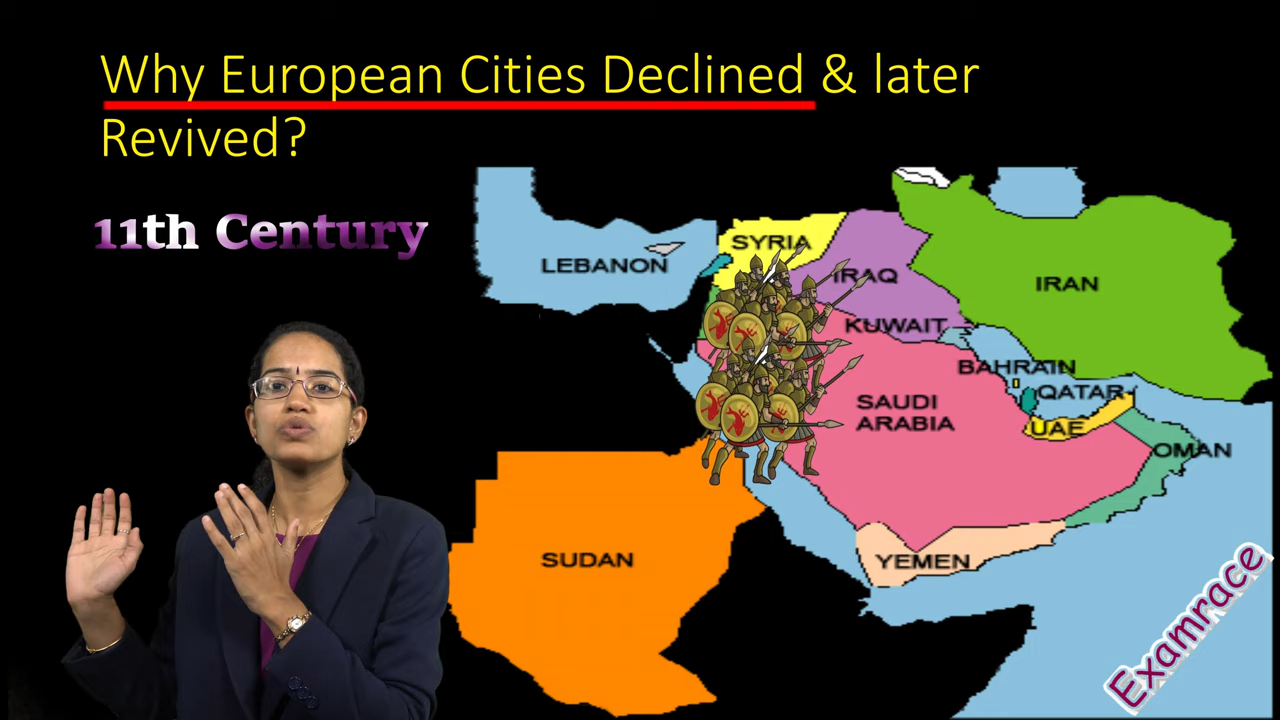 Why European Cities Declined & later
Revived?
11th Century
SYRIA
LEBANON
IRAQ
IRAN
KUWAIT
BAHRAIN
QATAR
SAUDI
ARABIA
UAE
OMAN
YEMEN
SUDAN
Examrace